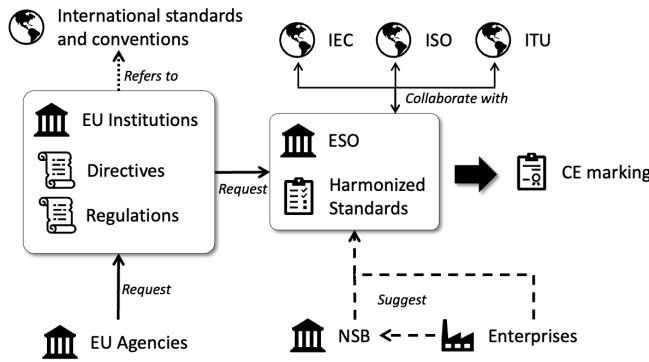 International standards
and conventions
IEC
ISO
ITU
Refers to
Collaborate with
EU Institutions
Directives
Regulations
Request
ESO
Harmonized
Standards
CE marking
Request
Suggest
EU Agencies
NSB
Enterprises